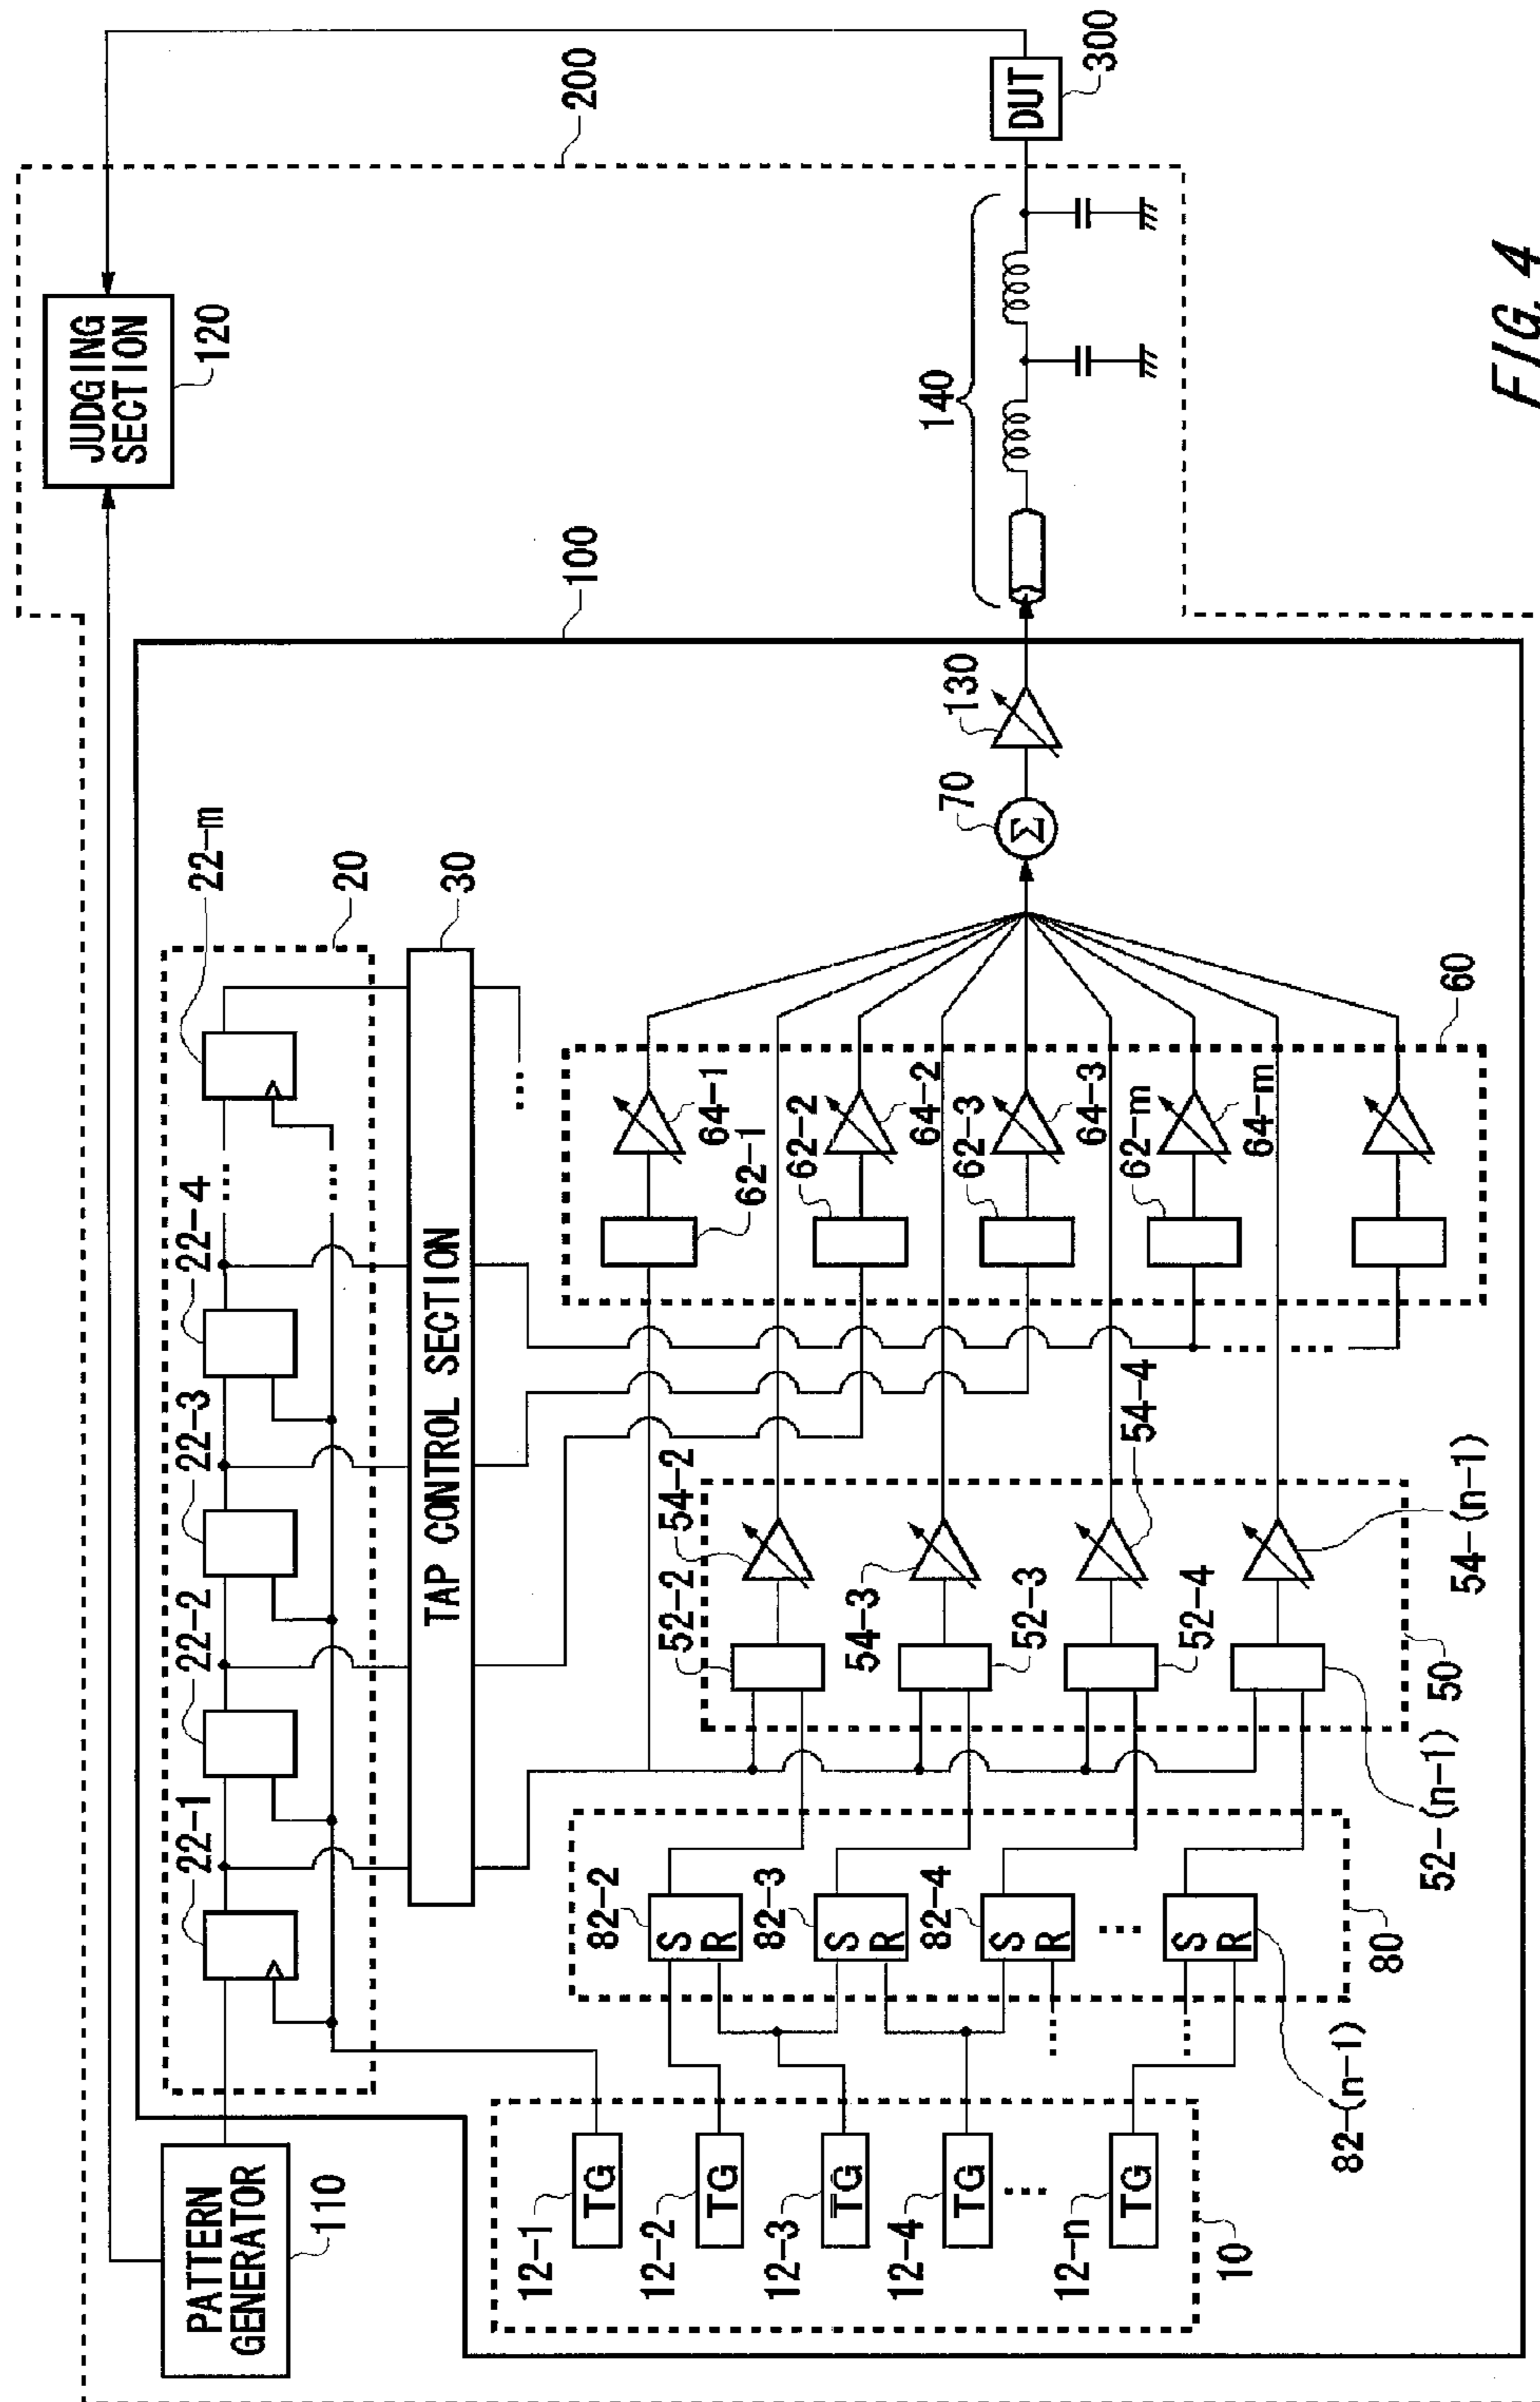 PATTERN
GENERATOR
110
JUDGING
SECTION
120
200
100
DUT
300
140
130
70
Σ
22-1
22-2
22-3
22-4
22-m
20
TAP CONTROL SECTION
30
12-1
TG
12-2
TG
12-3
TG
12-4
TG
12-n
TG
10
82-2
S
R
82-3
S
R
82-4
S
R
S
R
82-(n-1)
80
52-2
54-2
54-3
52-3
54-4
52-4
52-(n-1)
54-(n-1)
50
62-1
64-1
62-2
64-2
62-3
64-3
62-m
64-m
60
FIG. 4